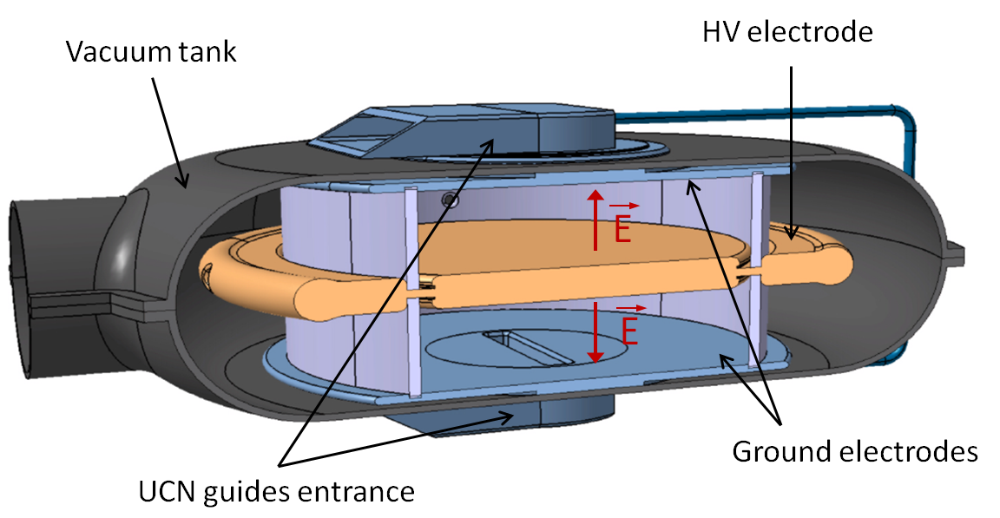 HV electrode
Vacuum tank
E
E
Ground electrodes
UCN guides entrance